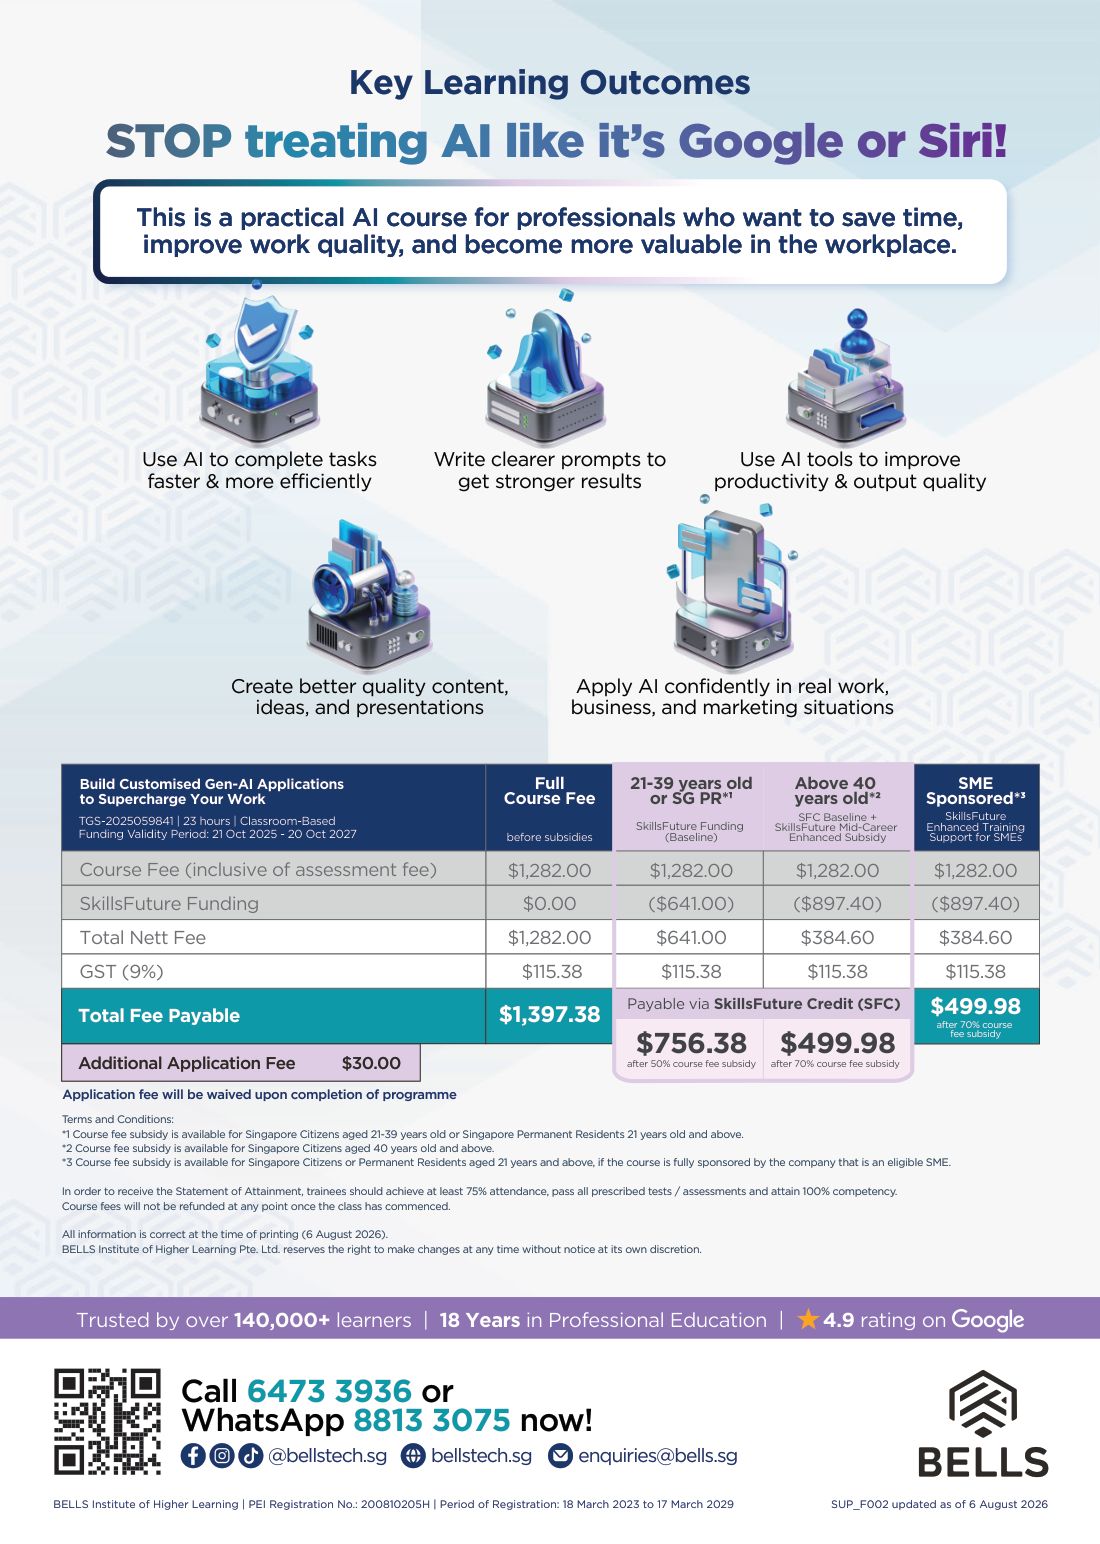 Key Learning Outcomes
STOP treating AI like it's Google or Siri!
This is a practical AI course for professionals who want to save time,
improve work quality, and become more valuable in the workplace.
Use AI to complete tasks
faster & more efficiently
Write clearer prompts to
get stronger results
Use AI tools to improve
productivity & output quality
Create better quality content,
ideas, and presentations
Apply AI confidently in real work,
business, and marketing situations
Build Customised Gen-AI Applications
to Supercharge Your Work
TGS-2025059841 | 23 hours | Classroom-Based
Funding Validity Period: 21 Oct 2025 - 20 Oct 2027
Full
Course Fee
before subsidies
21-39 years old
or SG PR*¹
SkillsFuture Funding
(Baseline)
Above 40
years old*²
SFC Baseline +
SkillsFuture Mid-Career
Enhanced Subsidy
SME
Sponsored*³
SkillsFuture
Enhanced Training
Support for SMEs
Course Fee (inclusive of assessment fee) $1,282.00 $1,282.00 $1,282.00 $1,282.00
SkillsFuture Funding $0.00 ($641.00) ($897.40) ($897.40)
Total Nett Fee $1,282.00 $641.00 $384.60 $384.60
GST (9%) $115.38 $115.38 $115.38 $115.38
Total Fee Payable $1,397.38
Payable via SkillsFuture Credit (SFC)
$756.38
after 50% course fee subsidy
$499.98
after 70% course fee subsidy
$499.98
after 70% course
fee subsidy
Additional Application Fee $30.00
Application fee will be waived upon completion of programme
Terms and Conditions:
*1 Course fee subsidy is available for Singapore Citizens aged 21-39 years old or Singapore Permanent Residents 21 years old and above.
*2 Course fee subsidy is available for Singapore Citizens aged 40 years old and above.
*3 Course fee subsidy is available for Singapore Citizens or Permanent Residents aged 21 years and above, if the course is fully sponsored by the company that is an eligible SME.
In order to receive the Statement of Attainment, trainees should achieve at least 75% attendance, pass all prescribed tests / assessments and attain 100% competency.
Course fees will not be refunded at any point once the class has commenced.
All information is correct at the time of printing (6 August 2026).
BELLS Institute of Higher Learning Pte. Ltd. reserves the right to make changes at any time without notice at its own discretion.
Trusted by over 140,000+ learners | 18 Years in Professional Education | 4.9 rating on Google
Call 6473 3936 or
WhatsApp 8813 3075 now!
@bellstech.sg bellstech.sg enquiries@bells.sg
BELLS
BELLS Institute of Higher Learning | PEI Registration No.: 200810205H | Period of Registration: 18 March 2023 to 17 March 2029
SUP_F002 updated as of 6 August 2026